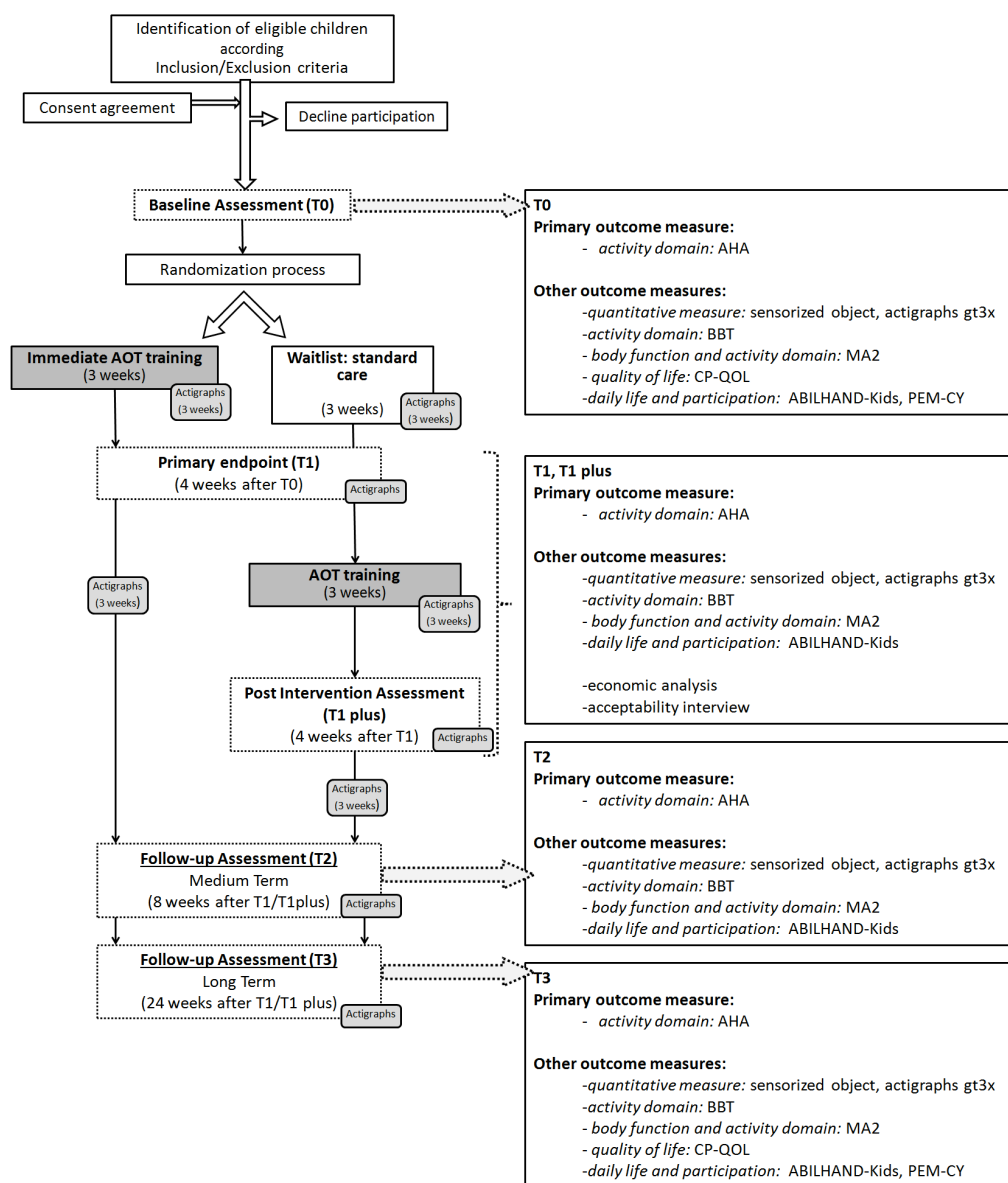 Identification of eligible children
according
Inclusion/Exclusion criteria
Consent agreement
Decline participation
Baseline Assessment (T0)
Randomization process
Immediate AOT training
(3 weeks)
Actigraphs
(3 weeks)
Waitlist: standard
care
(3 weeks)
Actigraphs
(3 weeks)
Primary endpoint (T1)
(4 weeks after T0)
Actigraphs
Actigraphs
(3 weeks)
AOT training
(3 weeks)
Actigraphs
(3 weeks)
Post Intervention Assessment
(T1 plus)
(4 weeks after T1)
Actigraphs
Actigraphs
(3 weeks)
Follow-up Assessment (T2)
Medium Term
(8 weeks after T1/T1plus)
Actigraphs
Follow-up Assessment (T3)
Long Term
(24 weeks after T1/T1 plus)
Actigraphs
T0
Primary outcome measure:
- activity domain: AHA
Other outcome measures:
-quantitative measure: sensorized object, actigraphs gt3x
-activity domain: BBT
- body function and activity domain: MA2
- quality of life: CP-QOL
-daily life and participation: ABILHAND-Kids, PEM-CY
T1, T1 plus
Primary outcome measure:
- activity domain: AHA
Other outcome measures:
-quantitative measure: sensorized object, actigraphs gt3x
-activity domain: BBT
- body function and activity domain: MA2
-daily life and participation: ABILHAND-Kids
-economic analysis
-acceptability interview
T2
Primary outcome measure:
- activity domain: AHA
Other outcome measures:
-quantitative measure: sensorized object, actigraphs gt3x
-activity domain: BBT
- body function and activity domain: MA2
-daily life and participation: ABILHAND-Kids
T3
Primary outcome measure:
- activity domain: AHA
Other outcome measures:
-quantitative measure: sensorized object, actigraphs gt3x
-activity domain: BBT
- body function and activity domain: MA2
- quality of life: CP-QOL
-daily life and participation: ABILHAND-Kids, PEM-CY